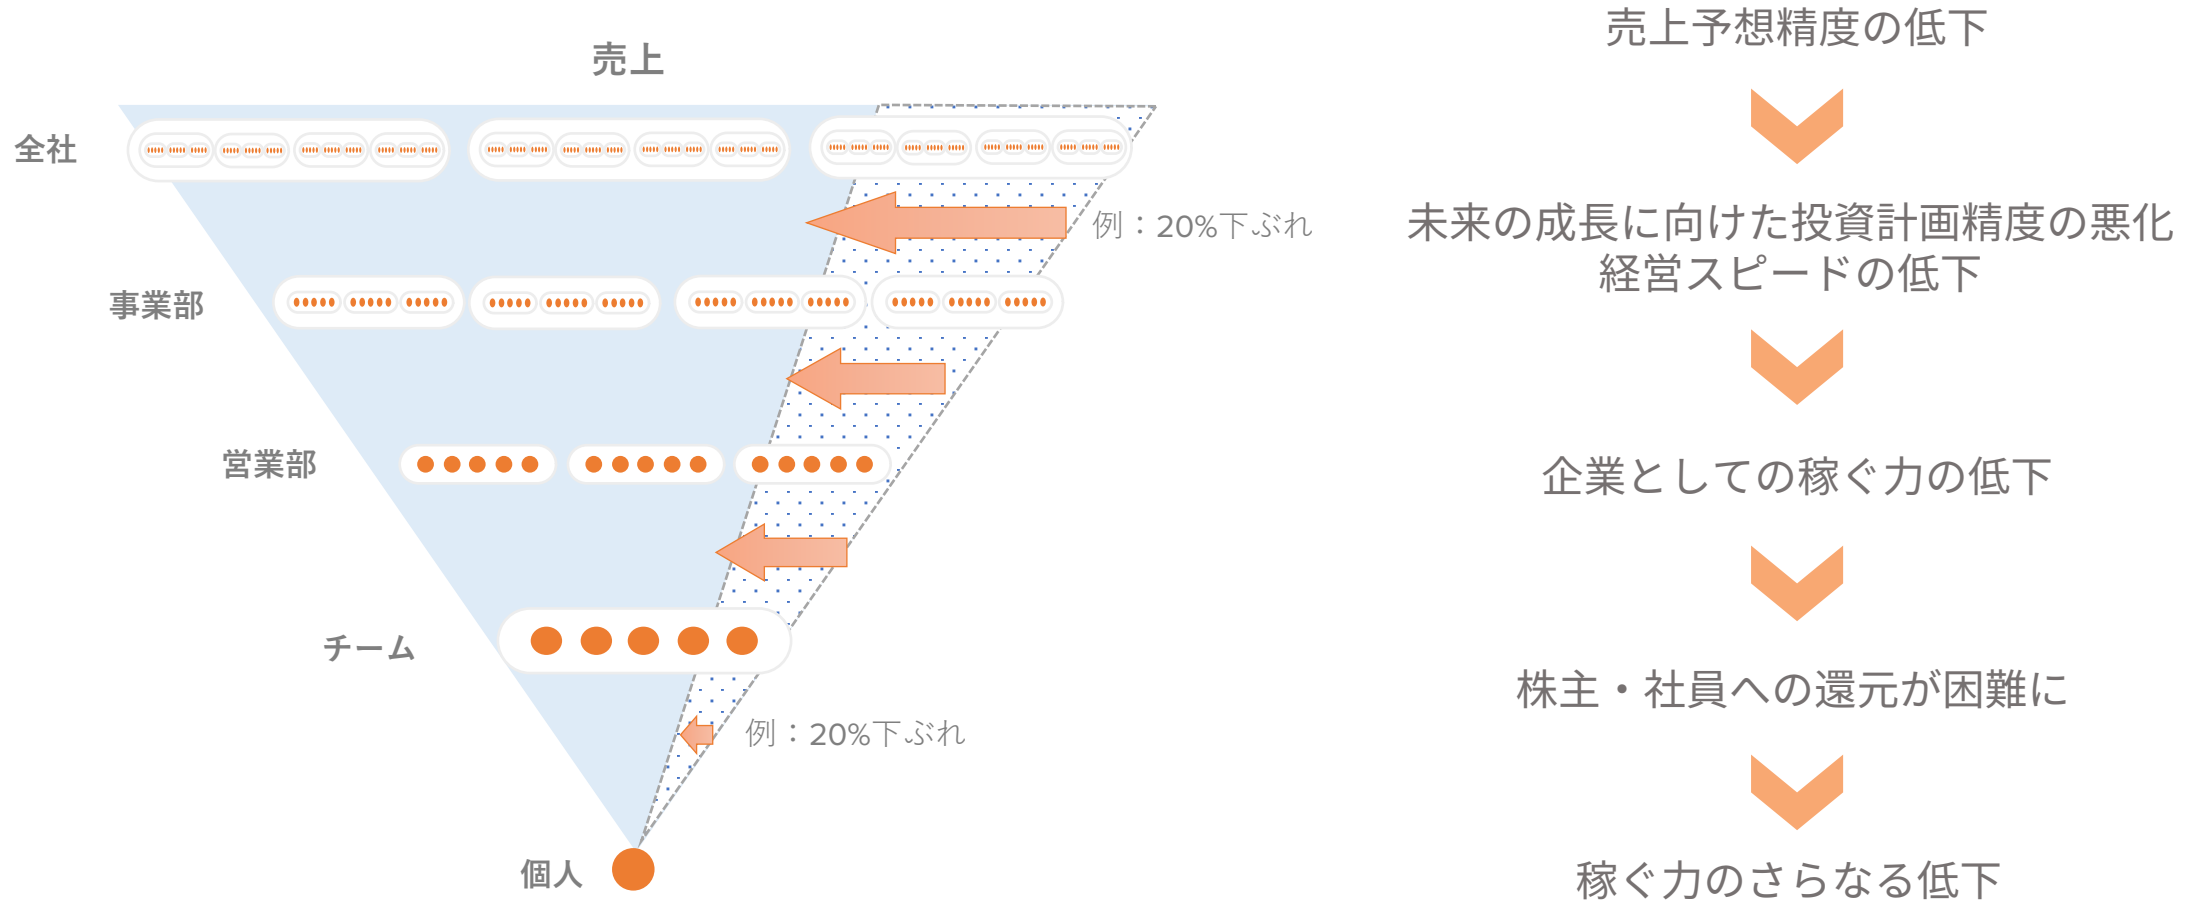 売上
全社
例：20%下ぶれ
事業部
営業部
チーム
例：20%下ぶれ
個人
売上予想精度の低下
未来の成長に向けた投資計画精度の悪化
経営スピードの低下
企業としての稼ぐ力の低下
株主・社員への還元が困難に
稼ぐ力のさらなる低下